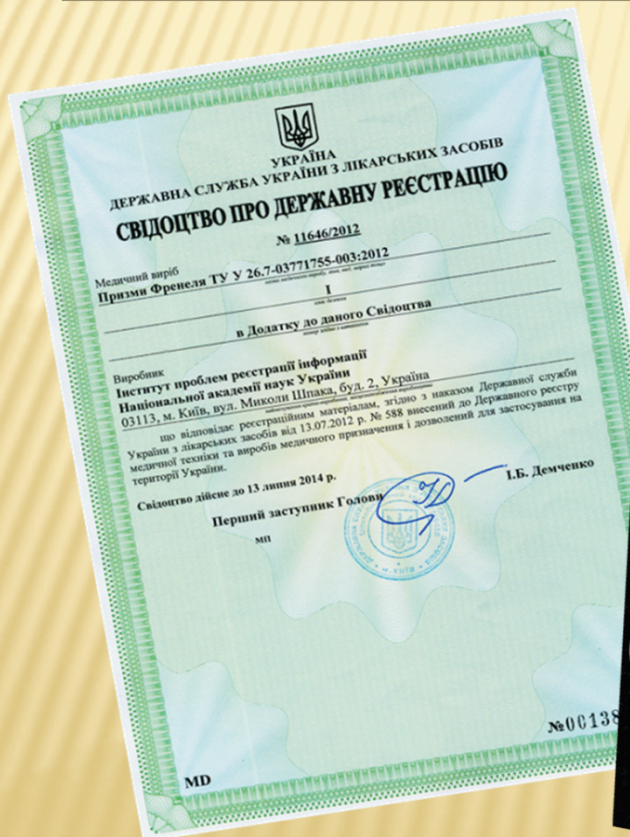 УКРАЇНА
ДЕРЖАВНА СЛУЖБА УКРАЇНИ З ЛІКАРСЬКИХ ЗАСОБІВ
СВІДОЦТВО ПРО ДЕРЖАВНУ РЕЄСТРАЦІЮ
№ 11646/2012
Медичний виріб
Призми Френеля ТУ У 26.7-03771755-003:2012
І
в Додатку до даного Свідоцтва
Виробник
Інститут проблем реєстрації інформації
Національної академії наук України
03113, м. Київ, вул. Миколи Шпака, буд. 2, Україна
що відповідає реєстраційним матеріалам, згідно з наказом Державної служби
України з лікарських засобів від 13.07.2012 р. № 588 внесений до Державного реєстру
медичної техніки та виробів медичного призначення і дозволений для застосування на
території України.
Свідоцтво дійсне до 13 липня 2014 р.
Перший заступник Голови
І.Б. Демченко
МП
№00138
MD